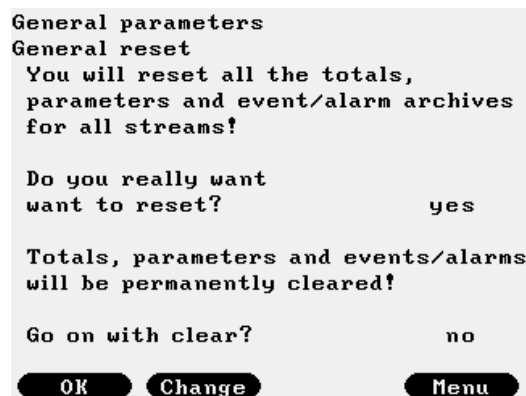 General parameters
General reset
You will reset all the totals,
parameters and event/alarm archives
for all streams!
Do you really want
want to reset? yes
Totals, parameters and events/alarms
will be permanently cleared!
Go on with clear? no
OK Change Menu